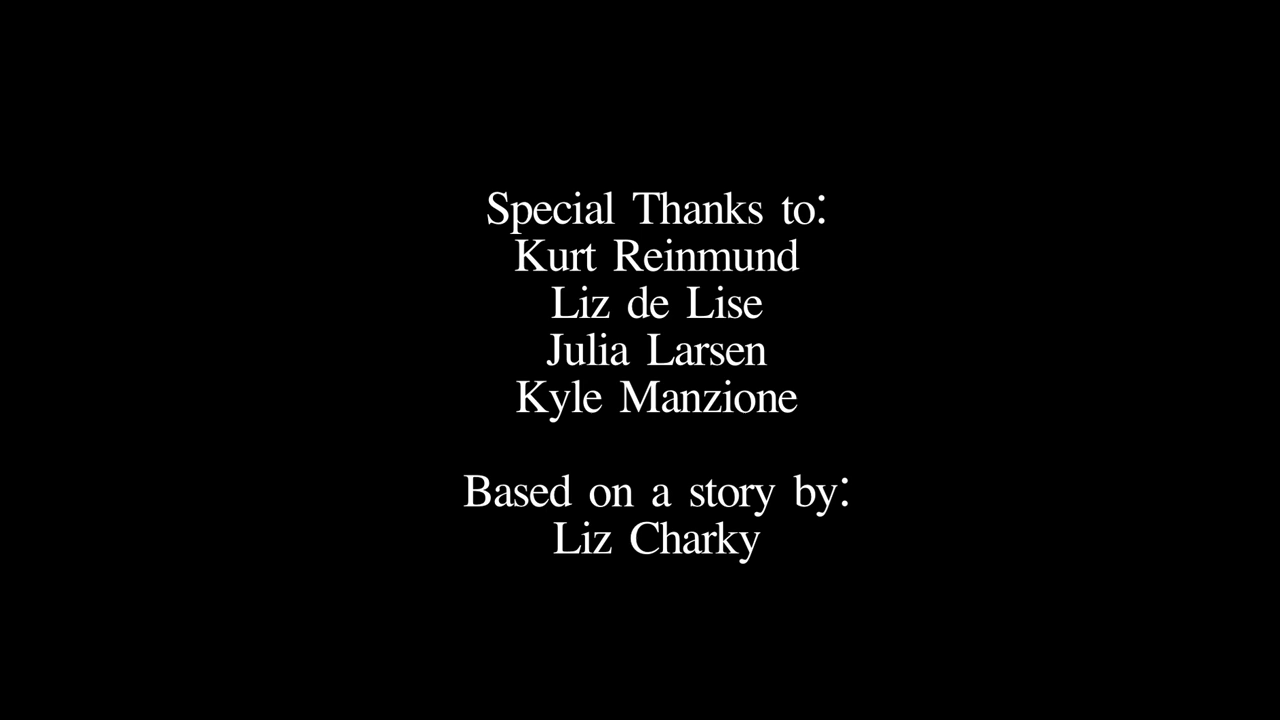 Special Thanks to:
Kurt Reinmund
Liz de Lise
Julia Larsen
Kyle Manzione
Based on a story by:
Liz Charky